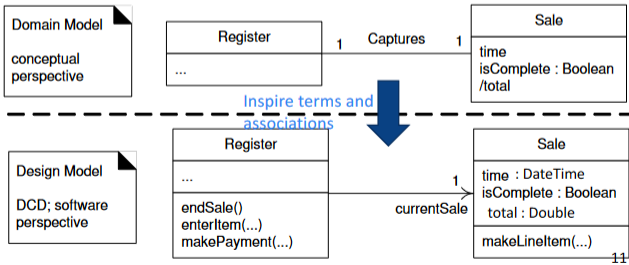 Domain Model
conceptual
perspective
Register
...
1 Captures 1
Sale
time
isComplete : Boolean
/total
Inspire terms and
associations
Design Model
DCD; software
perspective
Register
...
endSale()
enterItem(...)
makePayment(...)
1
currentSale
Sale
time : DateTime
isComplete : Boolean
total : Double
makeLineItem(...)
11